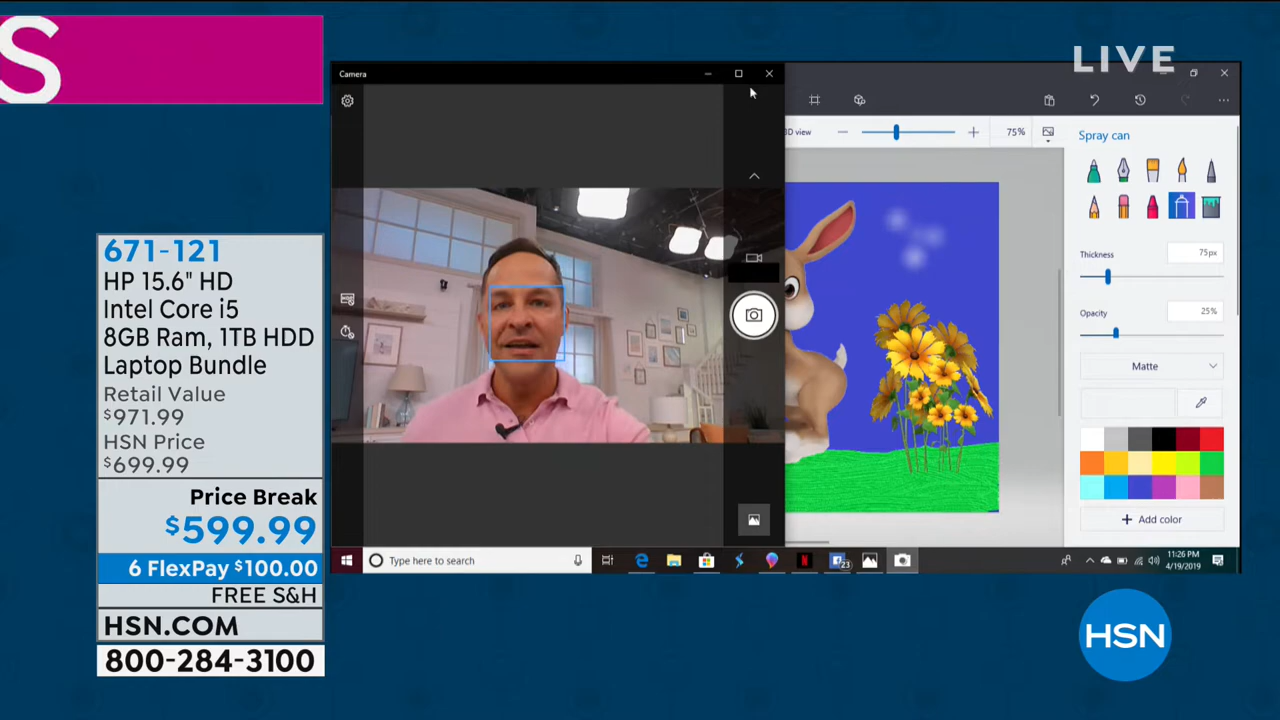 S
LIVE
671-121
HP 15.6" HD
Intel Core i5
8GB Ram, 1TB HDD
Laptop Bundle
Retail Value
$971.99
HSN Price
$699.99
Price Break
$599.99
6 FlexPay $100.00
FREE S&H
HSN.COM
800-284-3100
Camera
3D view
75%
Spray can
Thickness
75px
Opacity
25%
Matte
+ Add color
Type here to search
23
11:26 PM
4/19/2019
HSN